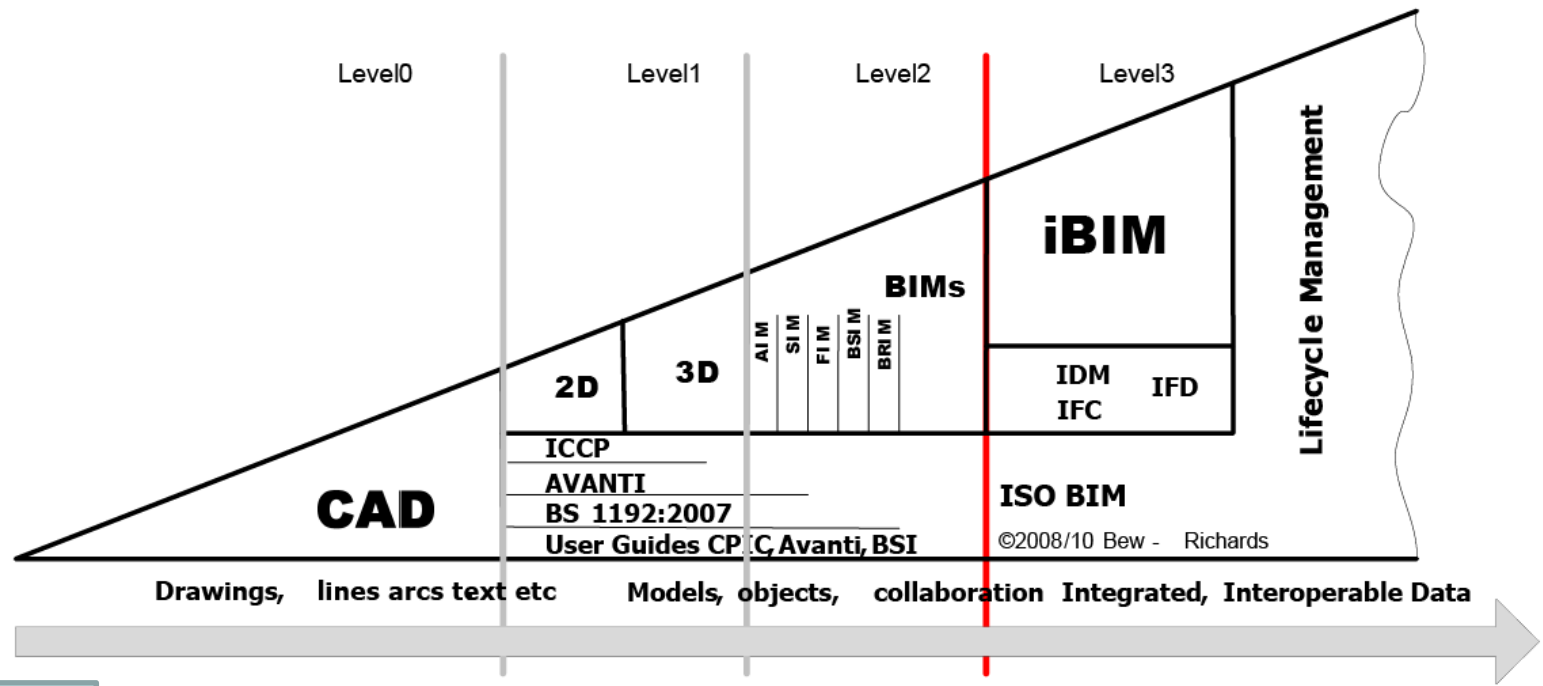 Level0
Level1
Level2
Level3
iBIM
BIMs
AIM
SIM
FIM
BSIM
BRIM
2D
3D
IDM
IFD
IFC
Lifecycle Management
CAD
ICCP
AVANTI
BS 1192:2007
User Guides CPIC, Avanti, BSI
ISO BIM
©2008/10 Bew - Richards
Drawings, lines arcs text etc Models, objects, collaboration Integrated, Interoperable Data